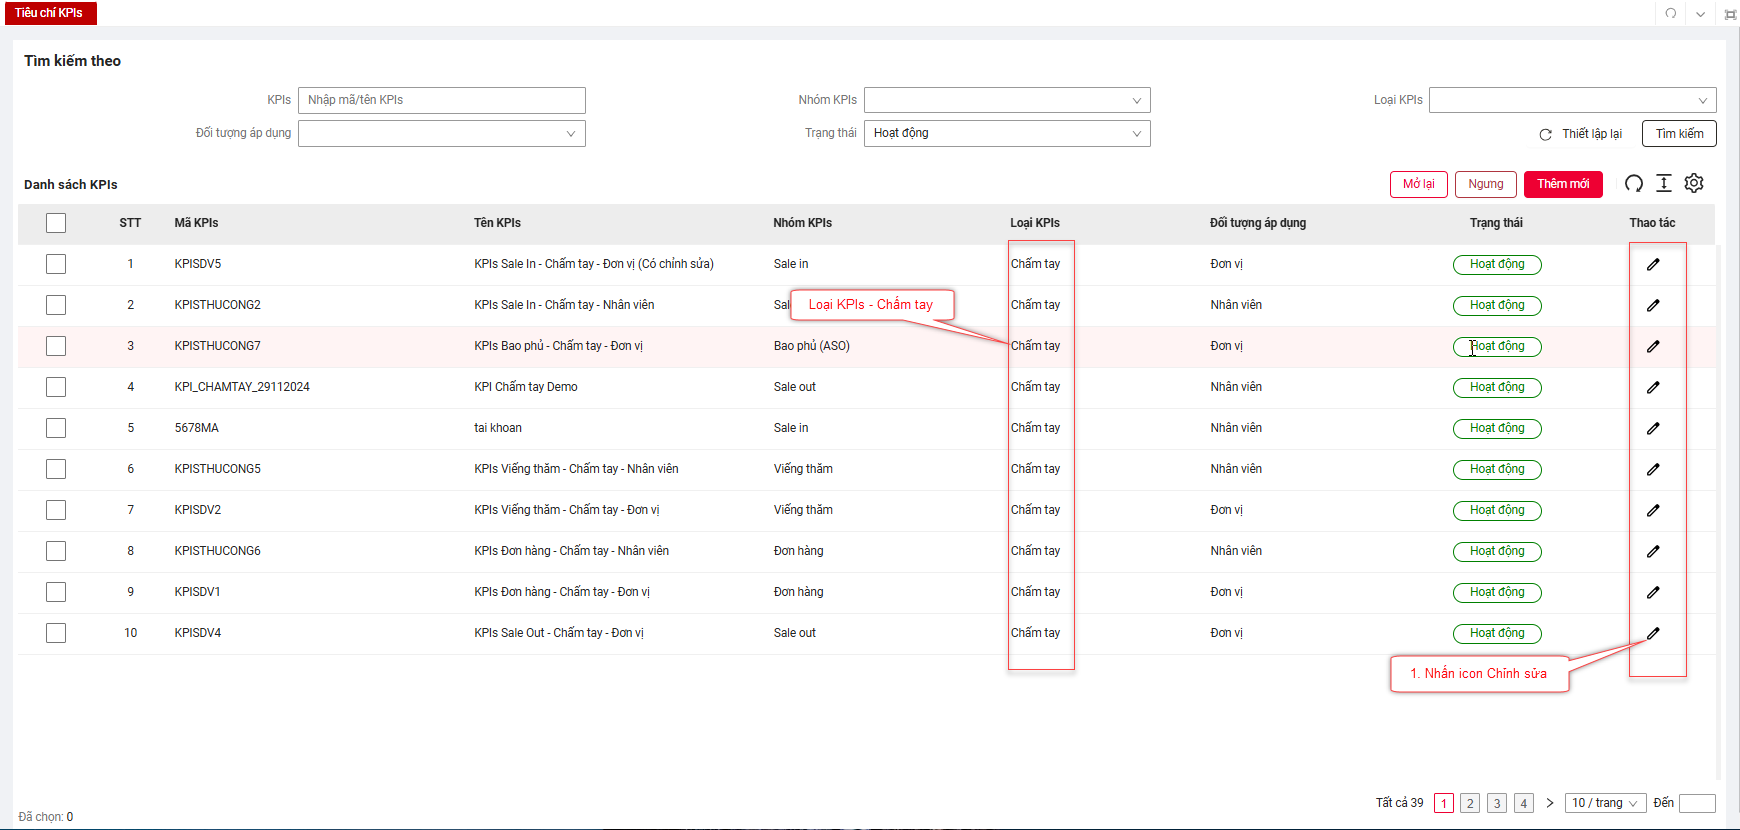 Tiêu chí KPIs
Tìm kiếm theo
KPIs Nhập mã/tên KPIs Nhóm KPIs Loại KPIs
Đối tượng áp dụng Trạng thái Hoạt động Thiết lập lại Tìm kiếm
Danh sách KPIs Mở lại Ngưng Thêm mới
STT Mã KPIs Tên KPIs Nhóm KPIs Loại KPIs Đối tượng áp dụng Trạng thái Thao tác
1 KPISDV5 KPIs Sale In - Chấm tay - Đơn vị (Có chỉnh sửa) Sale in Chấm tay Đơn vị Hoạt động
2 KPISTHUCONG2 KPIs Sale In - Chấm tay - Nhân viên Sal Chấm tay Nhân viên Hoạt động
Loại KPIs - Chấm tay
3 KPISTHUCONG7 KPIs Bao phủ - Chấm tay - Đơn vị Bao phủ (ASO) Chấm tay Đơn vị Hoạt động
4 KPI_CHAMTAY_29112024 KPI Chấm tay Demo Sale out Chấm tay Nhân viên Hoạt động
5 5678MA tai khoan Sale in Chấm tay Nhân viên Hoạt động
6 KPISTHUCONG5 KPIs Viếng thăm - Chấm tay - Nhân viên Viếng thăm Chấm tay Nhân viên Hoạt động
7 KPISDV2 KPIs Viếng thăm - Chấm tay - Đơn vị Viếng thăm Chấm tay Đơn vị Hoạt động
8 KPISTHUCONG6 KPIs Đơn hàng - Chấm tay - Nhân viên Đơn hàng Chấm tay Nhân viên Hoạt động
9 KPISDV1 KPIs Đơn hàng - Chấm tay - Đơn vị Đơn hàng Chấm tay Đơn vị Hoạt động
10 KPISDV4 KPIs Sale Out - Chấm tay - Đơn vị Sale out Chấm tay Đơn vị Hoạt động
1. Nhấn icon Chỉnh sửa
Tất cả 39 1 2 3 4 10 / trang Đến
Đã chọn: 0